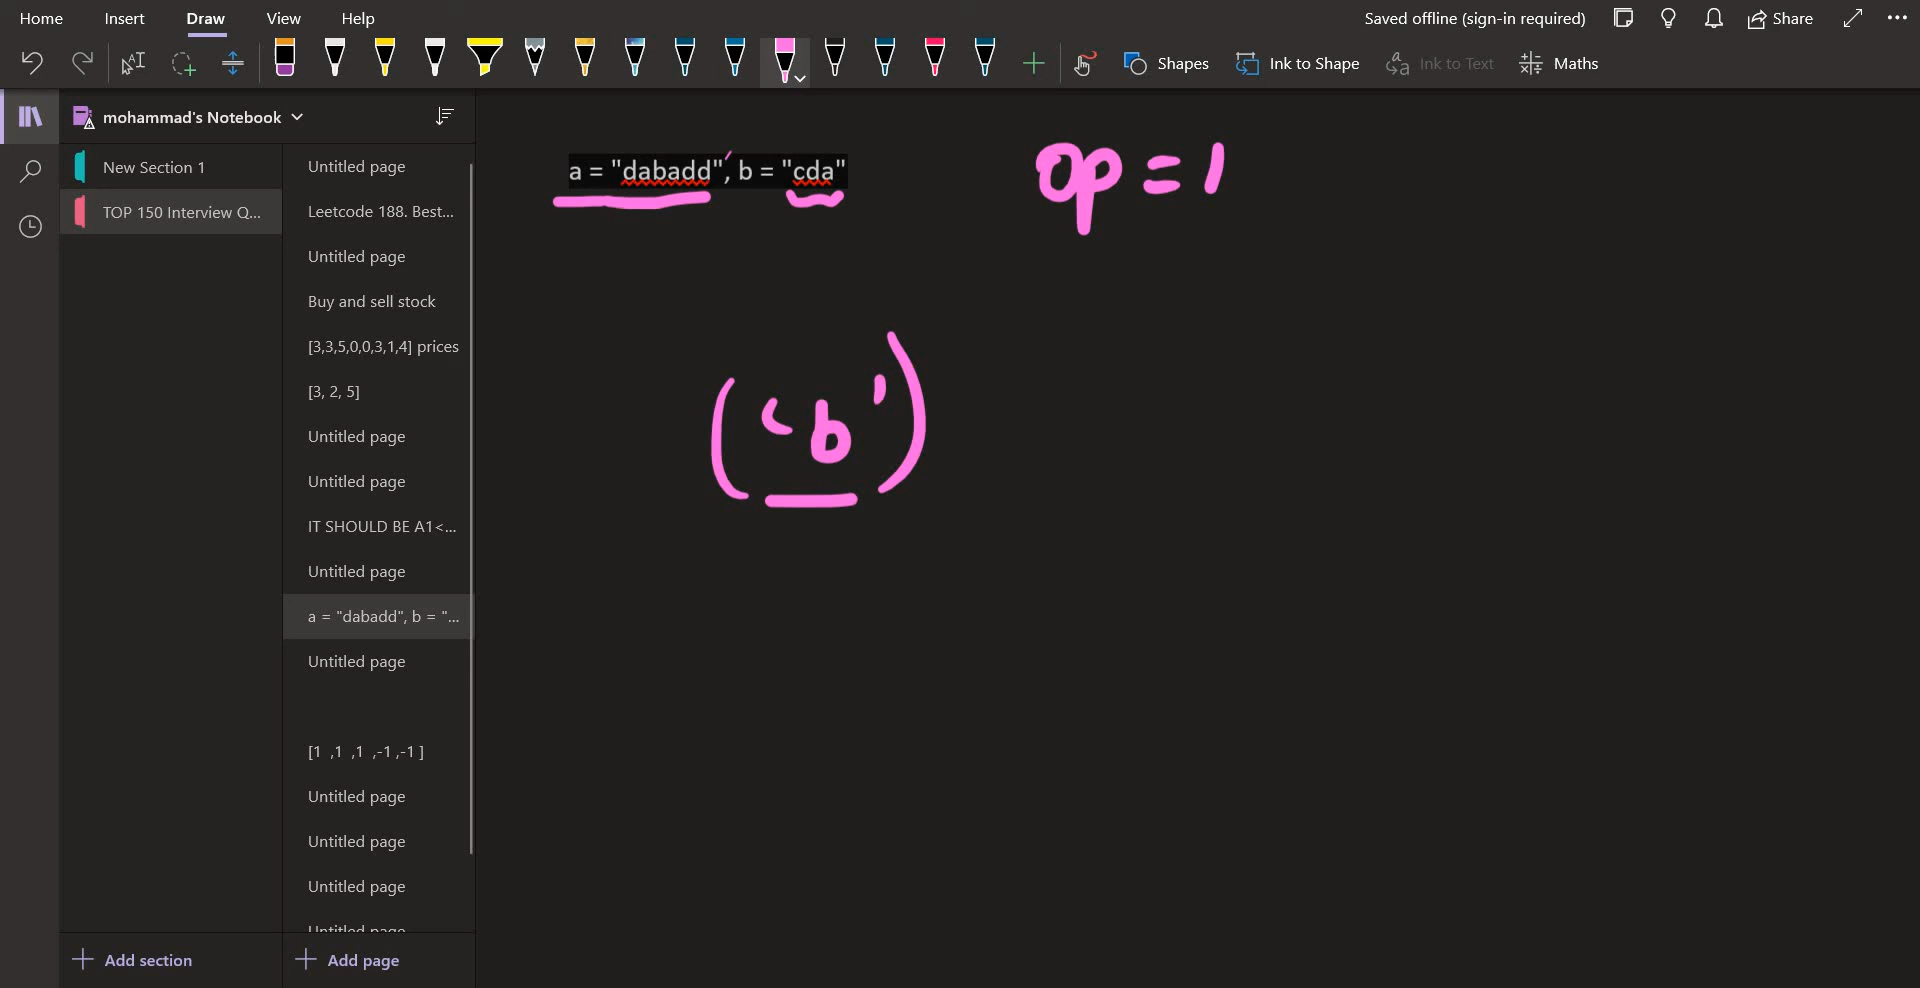 Home Insert Draw View Help
Saved offline (sign-in required) Share
Shapes Ink to Shape Ink to Text Maths
mohammad's Notebook
New Section 1
TOP 150 Interview Q...
Untitled page
Leetcode 188. Best...
Untitled page
Buy and sell stock
[3,3,5,0,0,3,1,4] prices
[3, 2, 5]
Untitled page
Untitled page
IT SHOULD BE A1<...
Untitled page
a = "dabadd", b = "...
Untitled page
[1 ,1 ,1 ,-1 ,-1 ]
Untitled page
Untitled page
Untitled page
Untitled page
Add section
Add page
a = "dabadd", b = "cda"
op = 1
('b')